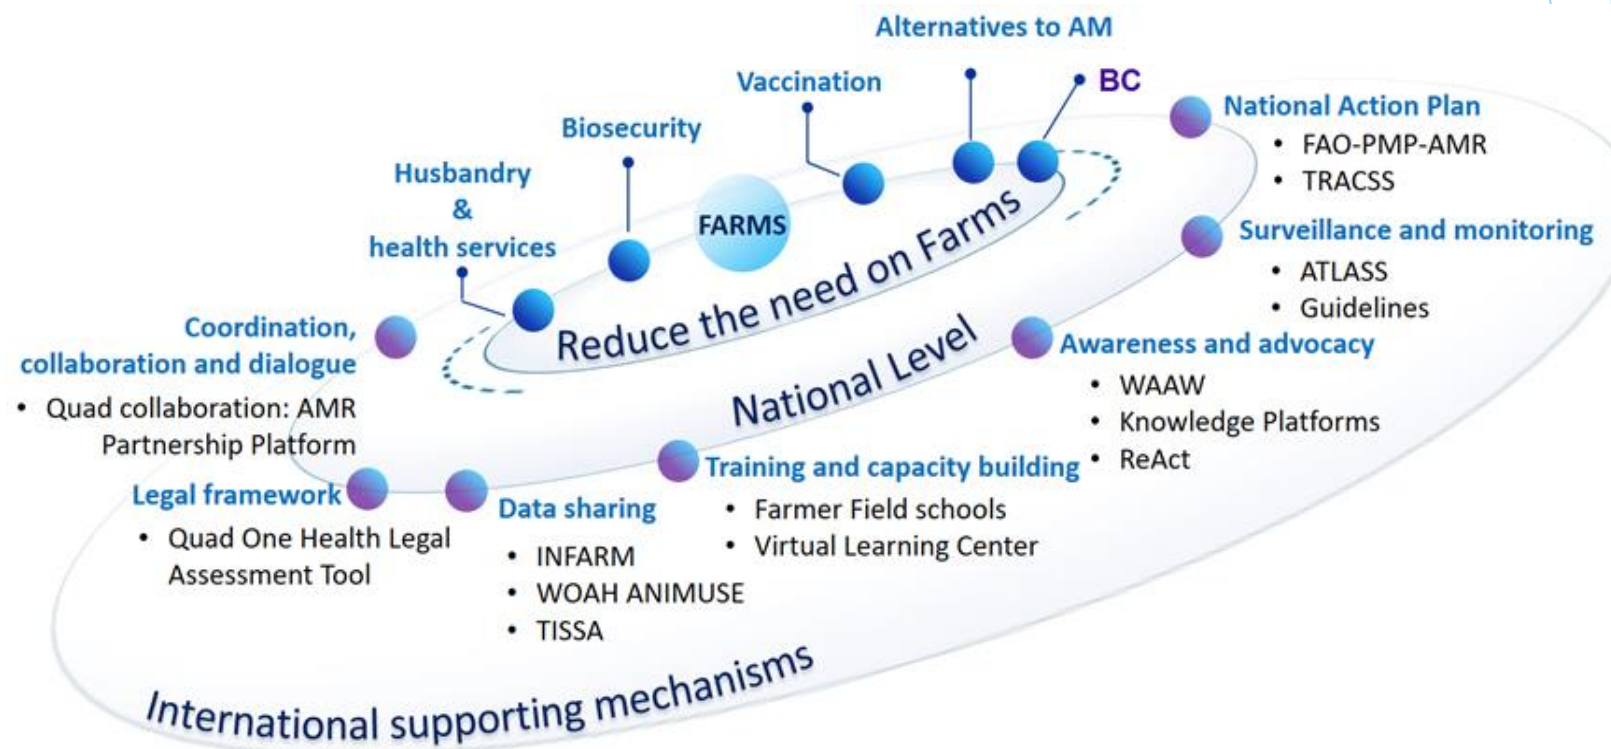 Alternatives to AM
BC
Vaccination
Biosecurity
Husbandry
&
health services
FARMS
Reduce the need on Farms
National Level
International supporting mechanisms
National Action Plan
• FAO-PMP-AMR
• TRACSS
Surveillance and monitoring
• ATLASS
• Guidelines
Awareness and advocacy
• WAAW
• Knowledge Platforms
• ReAct
Training and capacity building
• Farmer Field schools
• Virtual Learning Center
Data sharing
• INFARM
• WOAH ANIMUSE
• TISSA
Legal framework
• Quad One Health Legal
Assessment Tool
Coordination,
collaboration and dialogue
• Quad collaboration: AMR
Partnership Platform